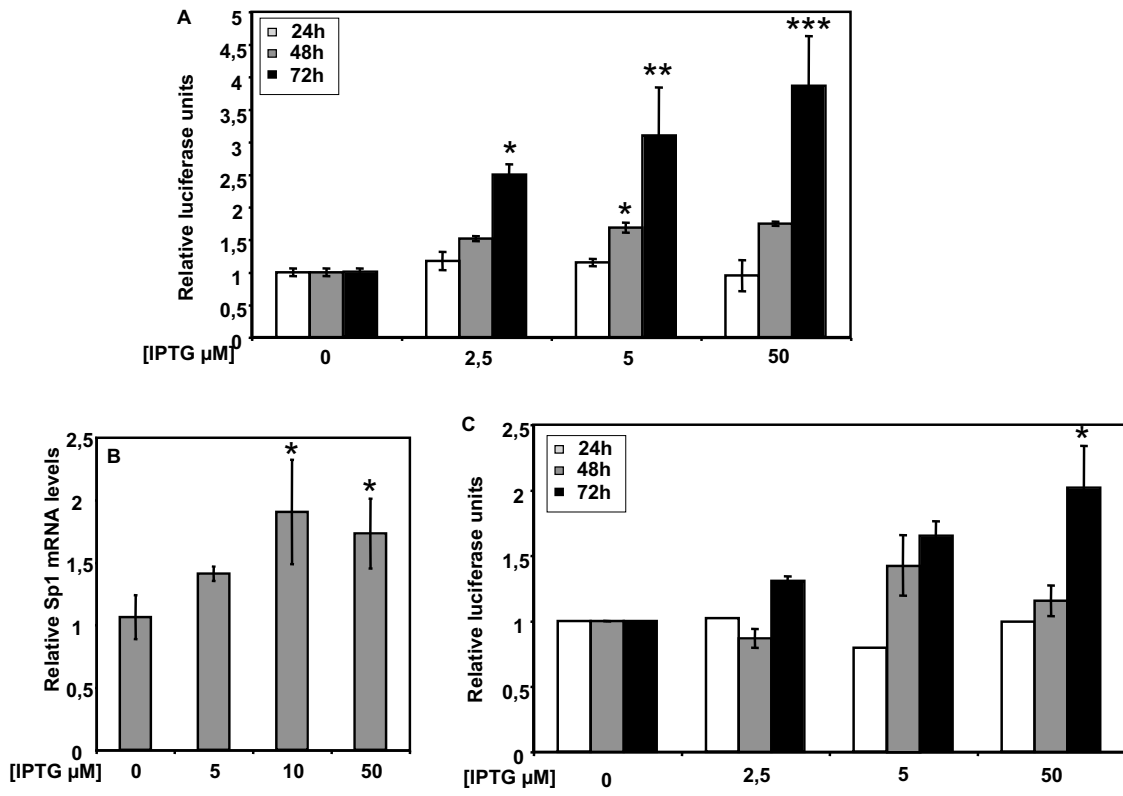 A
24h
48h
72h
Relative luciferase units
5
4,5
4
3,5
3
2,5
2
1,5
1
0,5
0
*
*
**
***
[IPTG µM]
0 2,5 5 50
B
Relative Sp1 mRNA levels
2,5
2
1,5
1
0,5
0
*
*
[IPTG µM] 0 5 10 50
C
24h
48h
72h
Relative luciferase units
2,5
2
1,5
1
0,5
0
*
[IPTG µM]
0 2,5 5 50